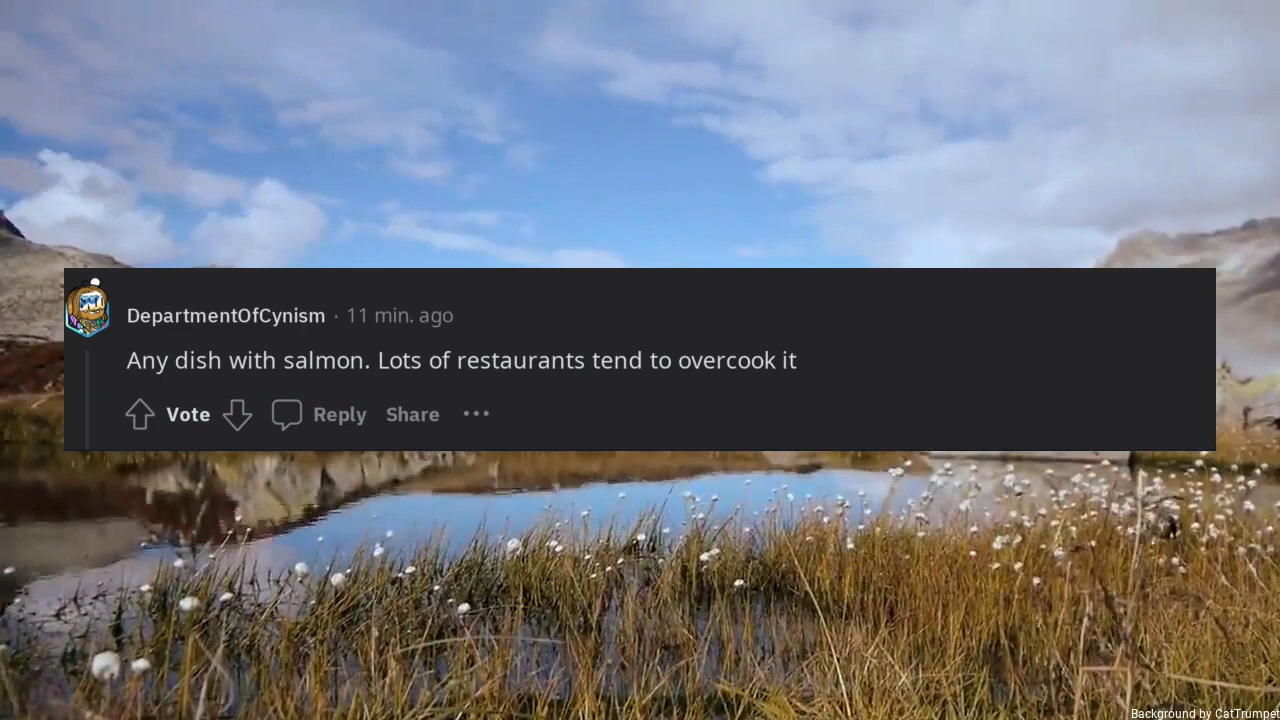 DepartmentOfCynism · 11 min. ago
Any dish with salmon. Lots of restaurants tend to overcook it
Vote Reply Share ···
Background by CatTrumpet